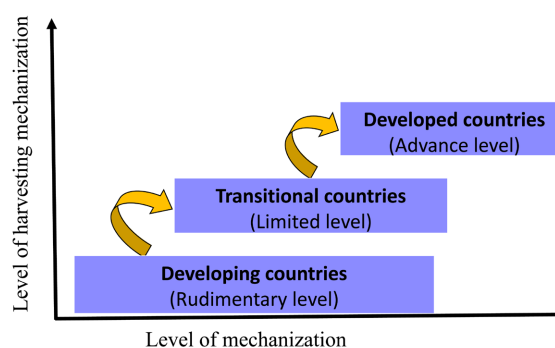 Level of harvesting mechanization
Developed countries
(Advance level)
Transitional countries
(Limited level)
Developing countries
(Rudimentary level)
Level of mechanization